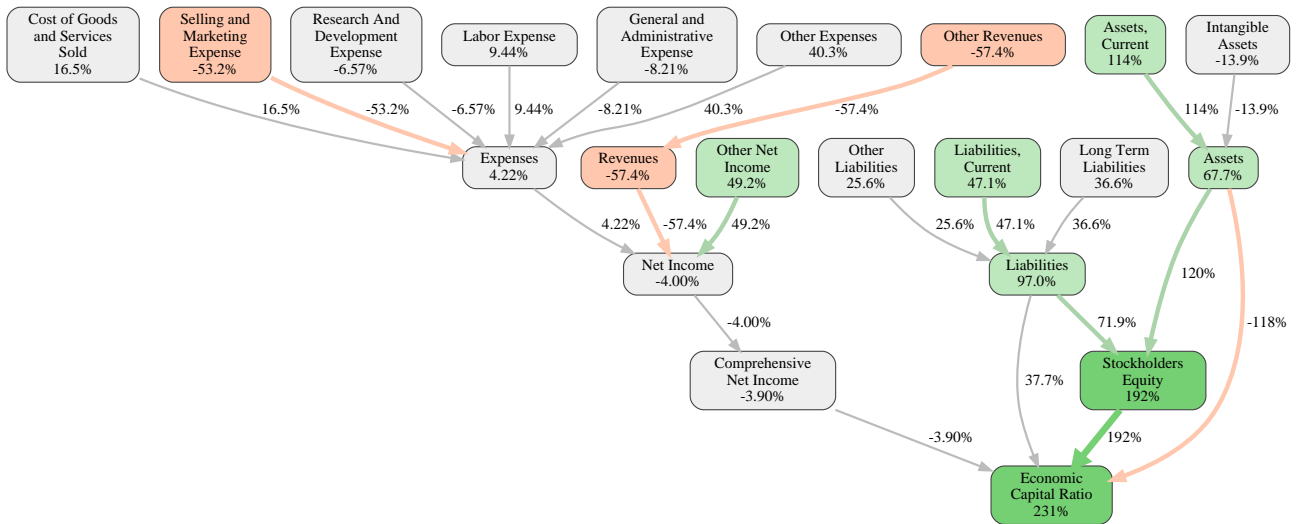 Cost of Goods
and Services
Sold
16.5%
Selling and
Marketing
Expense
-53.2%
Research And
Development
Expense
-6.57%
Labor Expense
9.44%
General and
Administrative
Expense
-8.21%
Other Expenses
40.3%
Other Revenues
-57.4%
Assets,
Current
114%
Intangible
Assets
-13.9%
16.5%
-53.2%
-6.57%
9.44%
-8.21%
40.3%
-57.4%
114%
-13.9%
Expenses
4.22%
Revenues
-57.4%
Other Net
Income
49.2%
Other
Liabilities
25.6%
Liabilities,
Current
47.1%
Long Term
Liabilities
36.6%
Assets
67.7%
4.22%
-57.4%
49.2%
25.6%
47.1%
36.6%
Net Income
-4.00%
Liabilities
97.0%
120%
-4.00%
71.9%
-118%
Comprehensive
Net Income
-3.90%
37.7%
Stockholders
Equity
192%
-3.90%
192%
Economic
Capital Ratio
231%